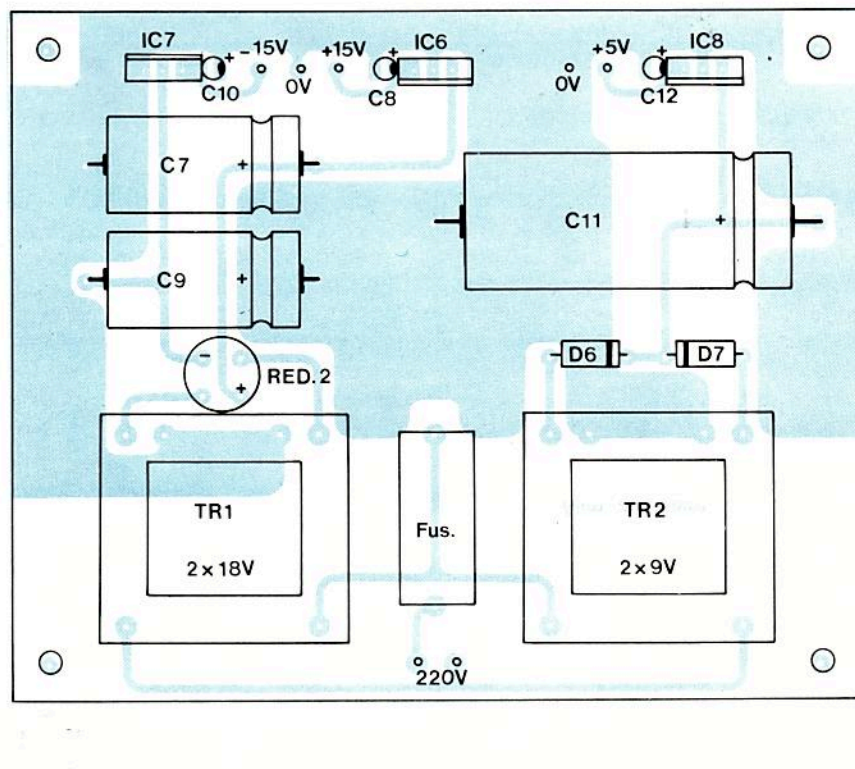 IC7
+ -15V
+15V
+
IC6
+5V
+
IC8
C10
0V
C8
0V
C12
C7
+
C11
+
C9
+
D6
D7
-
RED.2
+
TR1
2 x 18V
Fus.
TR2
2 x 9V
220V